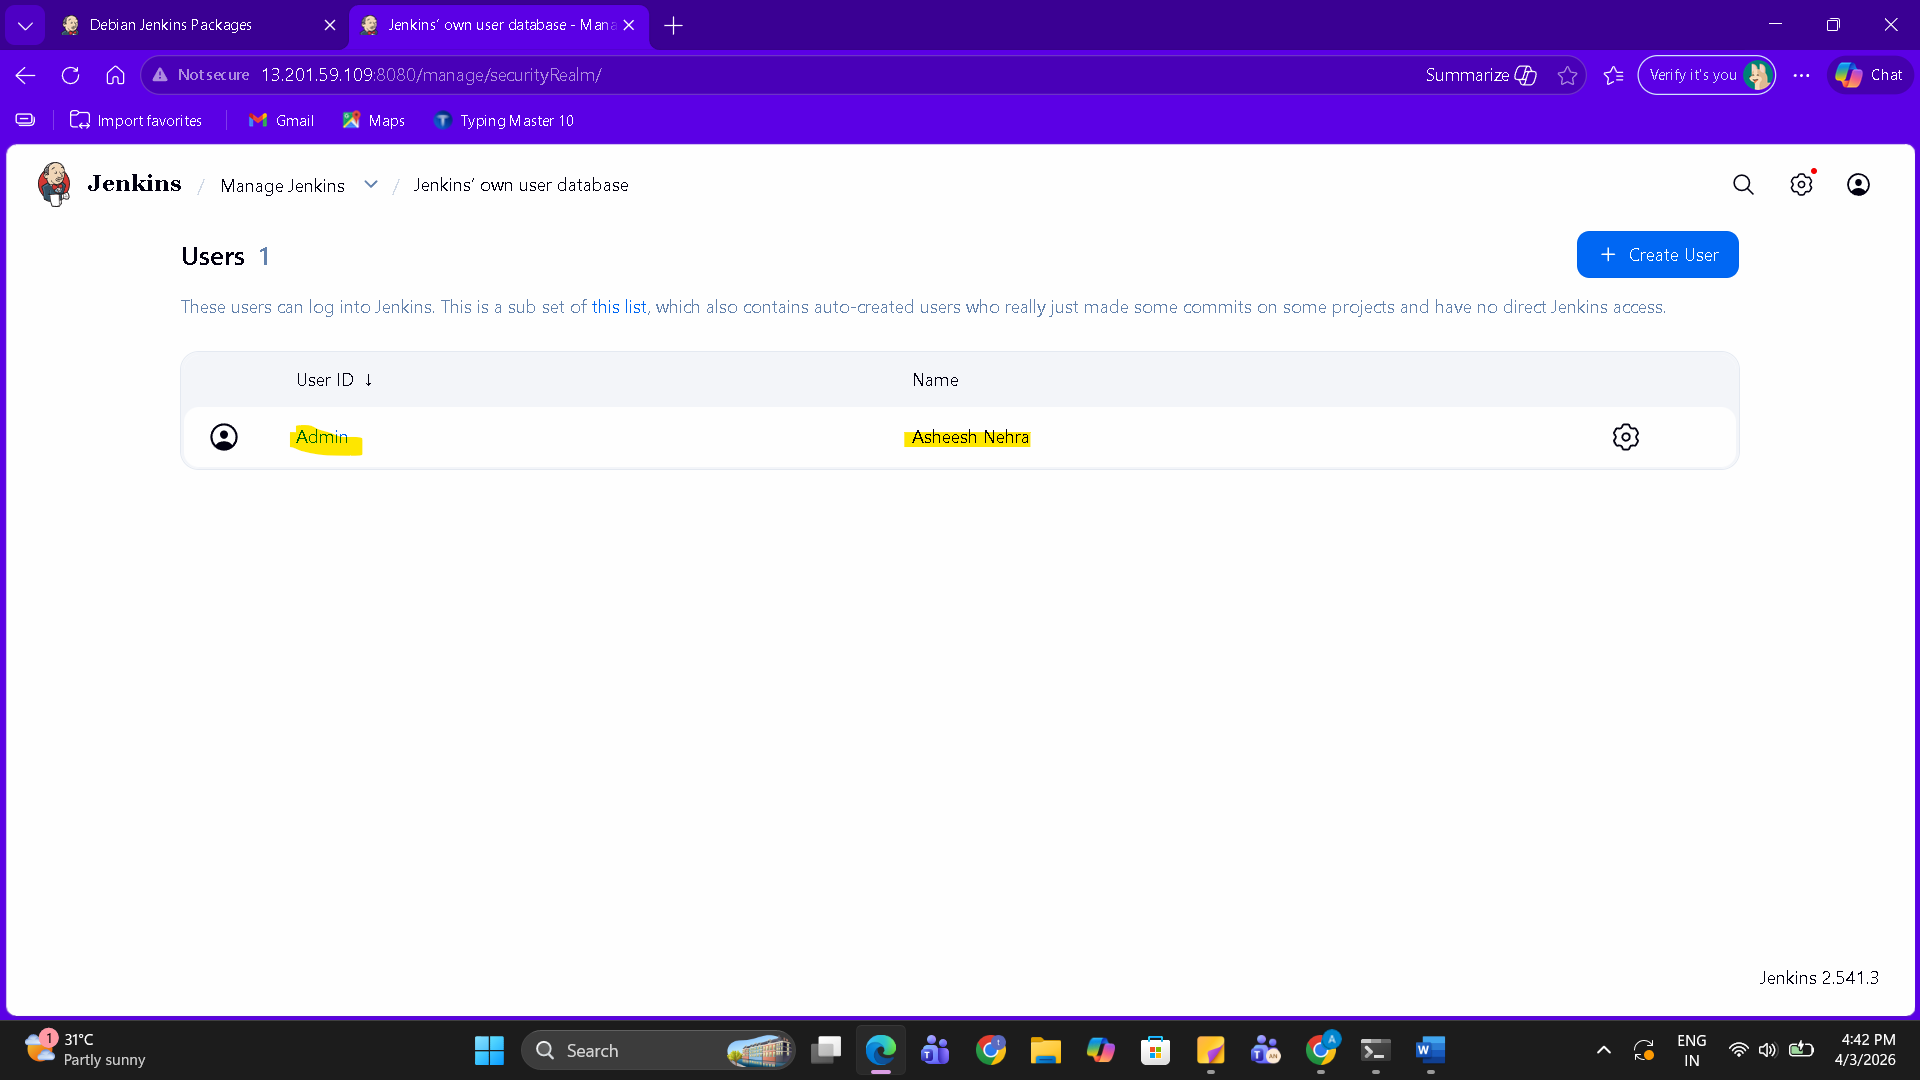 Debian Jenkins Packages
Jenkins’ own user database - Mana
Not secure 13.201.59.109:8080/manage/securityRealm/
Summarize
Verify it's you
Chat
Import favorites
Gmail
Maps
Typing Master 10
Jenkins / Manage Jenkins / Jenkins’ own user database
Users 1
+ Create User
These users can log into Jenkins. This is a sub set of this list, which also contains auto-created users who really just made some commits on some projects and have no direct Jenkins access.
User ID ↓ Name
Admin Asheesh Nehra
Jenkins 2.541.3
1
31°C
Partly sunny
Search
ENG
IN
4:42 PM
4/3/2026